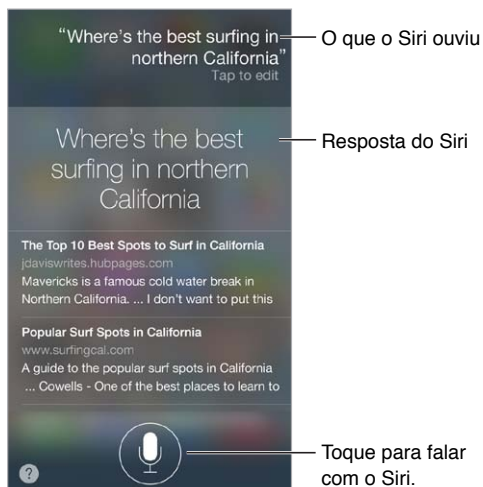 “Where's the best surfing in
northern California”
Tap to edit
O que o Siri ouviu
Where's the best
surfing in northern
California
Resposta do Siri
The Top 10 Best Spots to Surf in California
jdaviswrites.hubpages.com
Mavericks is a famous cold water break in
Northern California. ... I don't want to put this
Popular Surf Spots in California
www.surfingcal.com
A guide to the popular surf spots in California
... Cowells - One of the best places to learn to
?
Toque para falar
com o Siri.